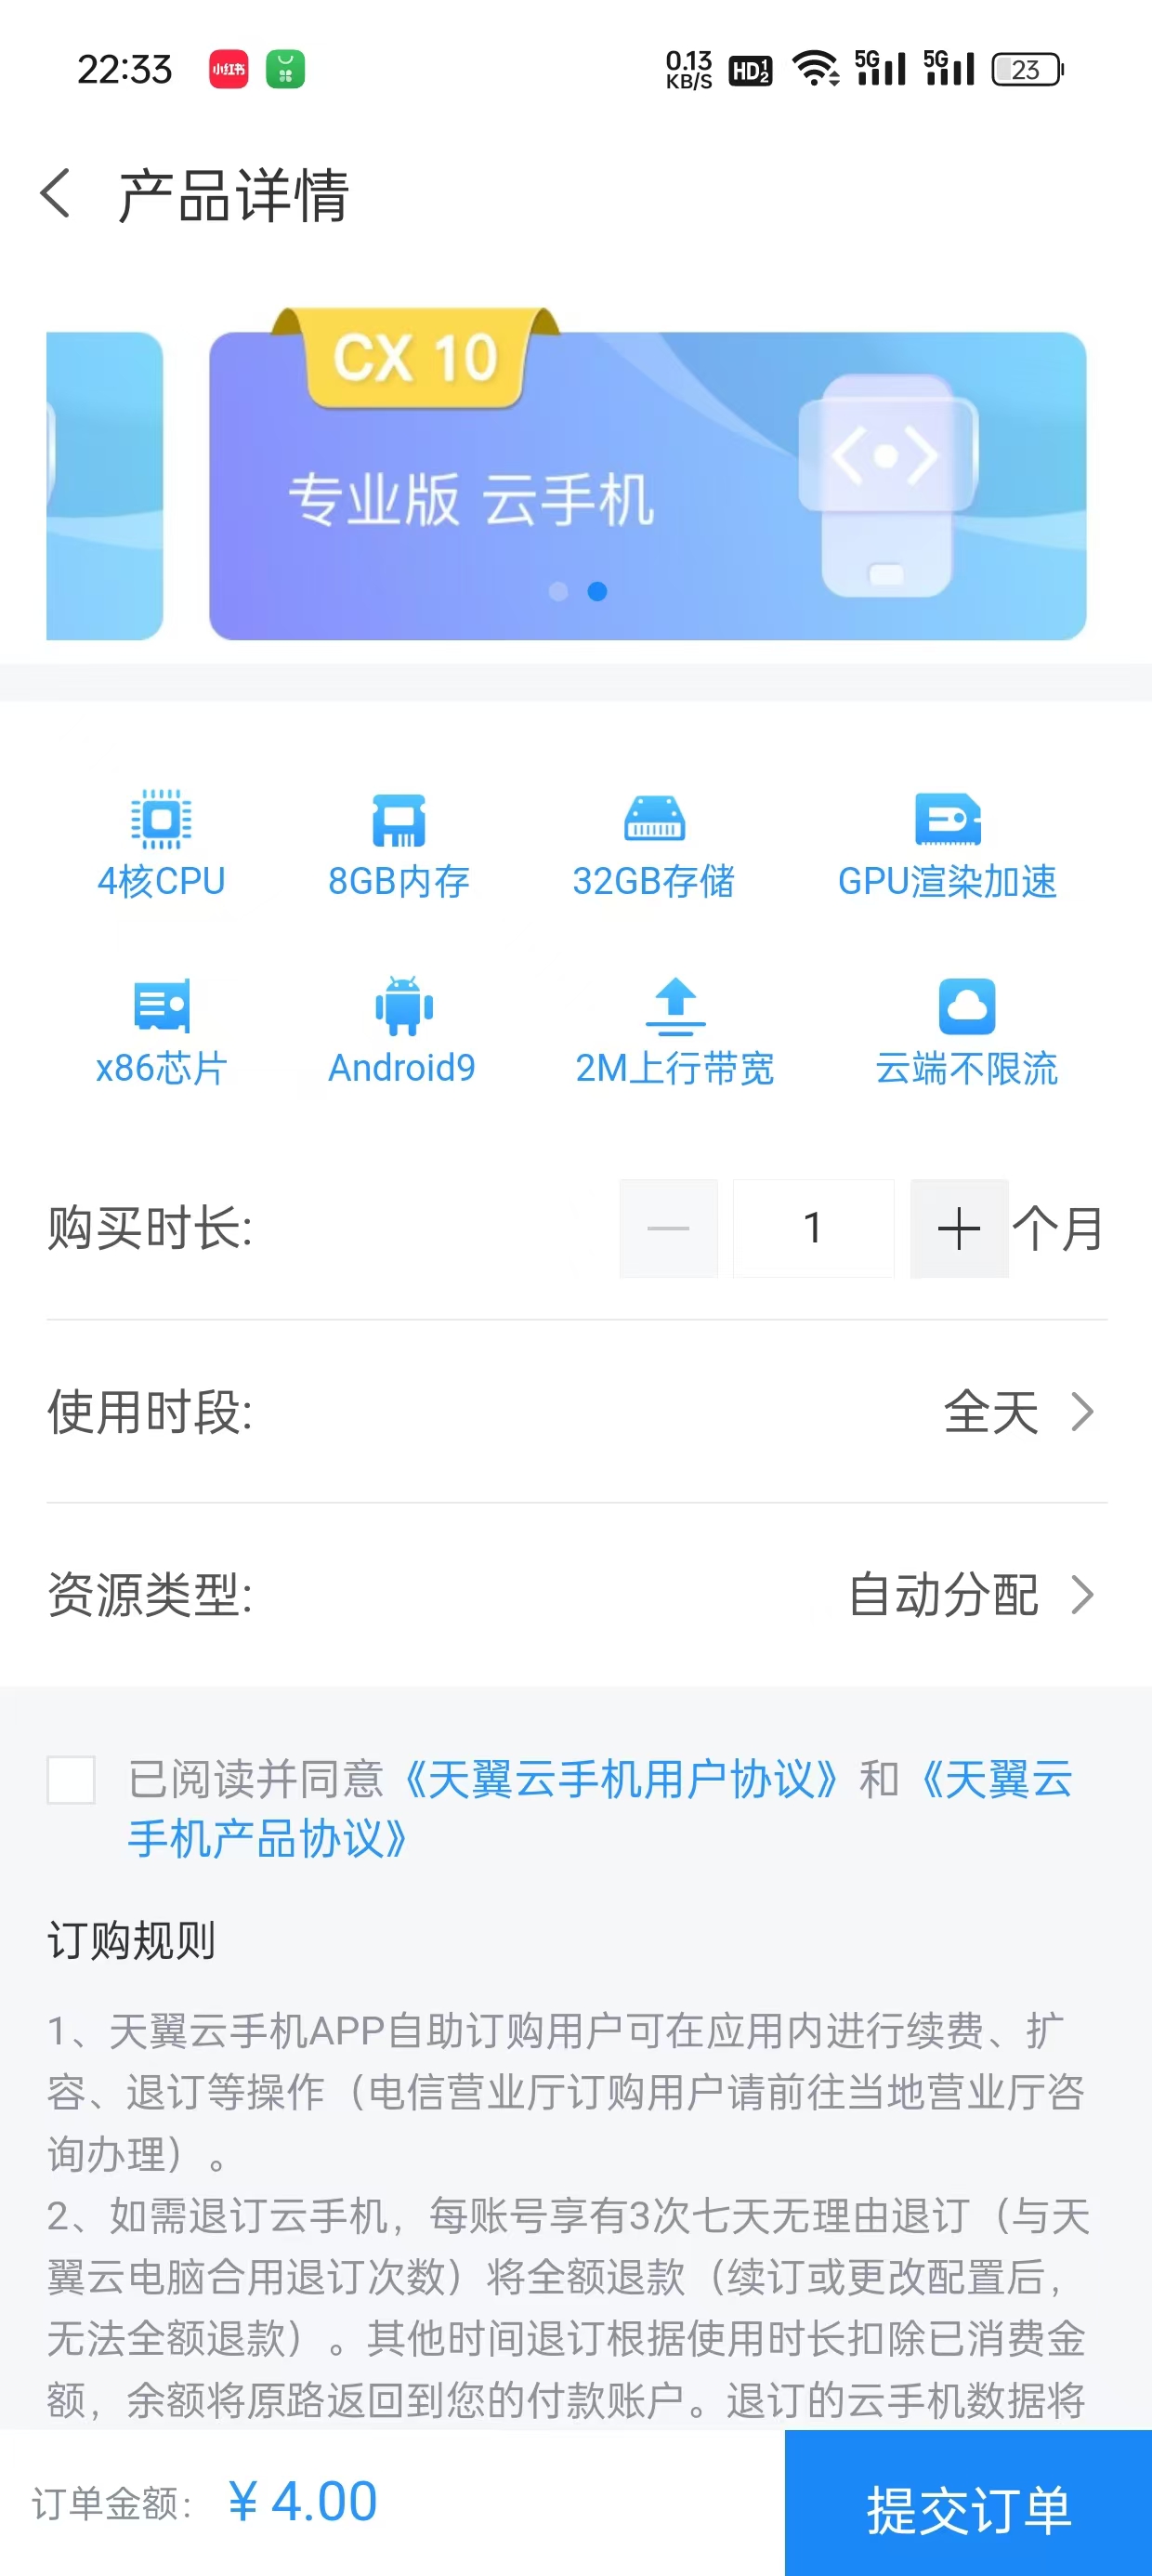 22:33 小红书 0.13 KB/S HD 1 2 5G 5G 23
产品详情
CX 10
专业版 云手机
4核CPU 8GB内存 32GB存储 GPU渲染加速
x86芯片 Android9 2M上行带宽 云端不限流
购买时长: 1 个月
使用时段: 全天
资源类型: 自动分配
已阅读并同意《天翼云手机用户协议》和《天翼云
手机产品协议》
订购规则
1、天翼云手机APP自助订购用户可在应用内进行续费、扩
容、退订等操作（电信营业厅订购用户请前往当地营业厅咨
询办理）。
2、如需退订云手机，每账号享有3次七天无理由退订（与天
翼云电脑合用退订次数）将全额退款（续订或更改配置后，
无法全额退款）。其他时间退订根据使用时长扣除已消费金
额，余额将原路返回到您的付款账户。退订的云手机数据将
订单金额： ¥ 4.00 提交订单